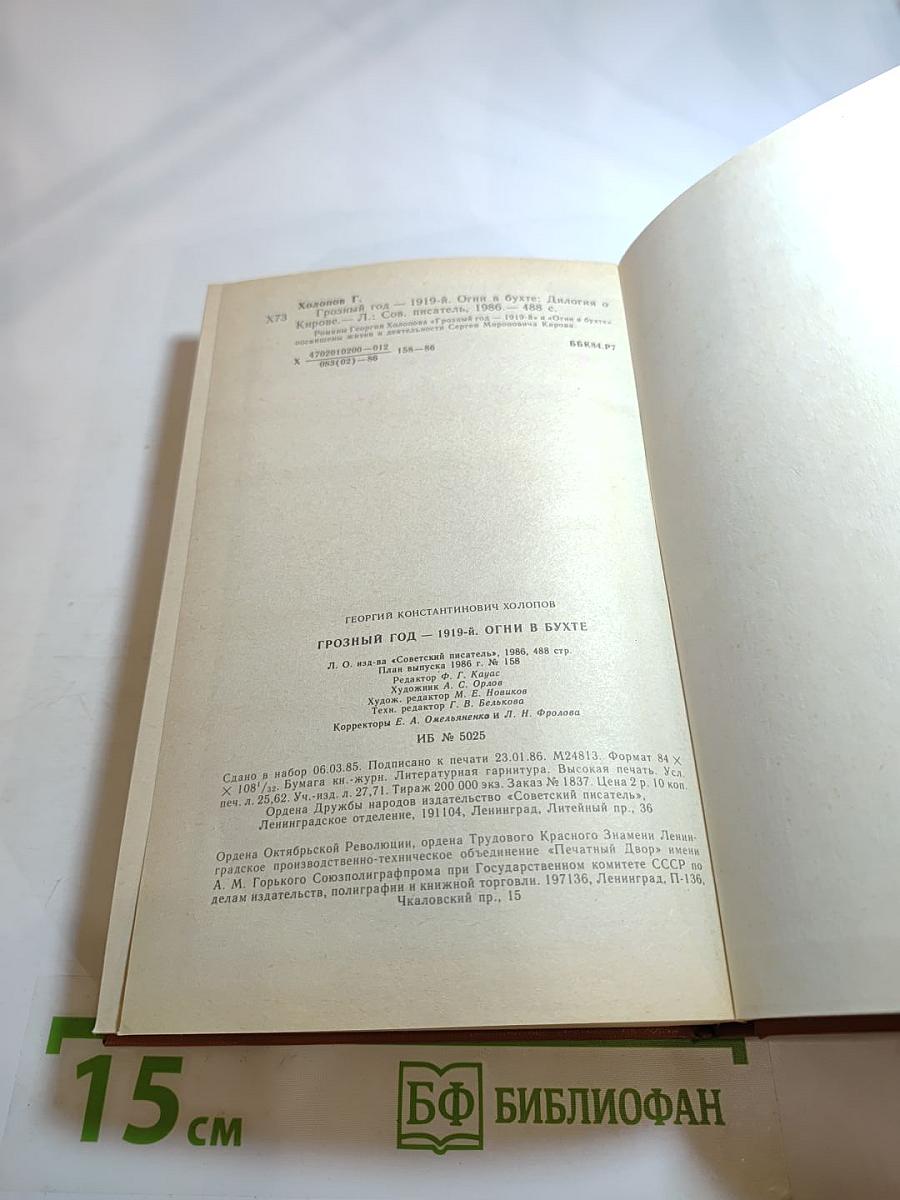 Холопов Г.
Х73 Грозный год — 1919-й. Огни в бухте: Дилогия о
Кирове.— Л.: Сов. писатель, 1986.— 488 с.
Романы Георгия Холопова «Грозный год — 1919-й» и «Огни в бухте»
посвящены жизни и деятельности Сергея Мироновича Кирова.
Х 4702010200—012 158—86 ББК84.Р7
083(02)—86
ГЕОРГИЙ КОНСТАНТИНОВИЧ ХОЛОПОВ
ГРОЗНЫЙ ГОД — 1919-й. ОГНИ В БУХТЕ
Л. О. изд-ва «Советский писатель», 1986, 488 стр.
План выпуска 1986 г. № 158
Редактор Ф. Г. Кацас
Художник А. С. Орлов
Худож. редактор М. Е. Новиков
Техн. редактор Г. В. Белькова
Корректоры Е. А. Омельяненко и Л. Н. Фролова
ИБ № 5025
Сдано в набор 06.03.85. Подписано к печати 23.01.86. М24813. Формат 84 ×
× 108¹/₃₂. Бумага кн.-журн. Литературная гарнитура. Высокая печать. Усл.
печ. л. 25,62. Уч.-изд. л. 27,71. Тираж 200 000 экз. Заказ № 1837. Цена 2 р. 10 коп.
Ордена Дружбы народов издательство «Советский писатель»,
Ленинградское отделение, 191104, Ленинград, Литейный пр., 36
Ордена Октябрьской Революции, ордена Трудового Красного Знамени Ленин-
градское производственно-техническое объединение «Печатный Двор» имени
А. М. Горького Союзполиграфпрома при Государственном комитете СССР по
делам издательств, полиграфии и книжной торговли. 197136, Ленинград, П-136,
Чкаловский пр., 15
15 см
БФ БИБЛИОФАН